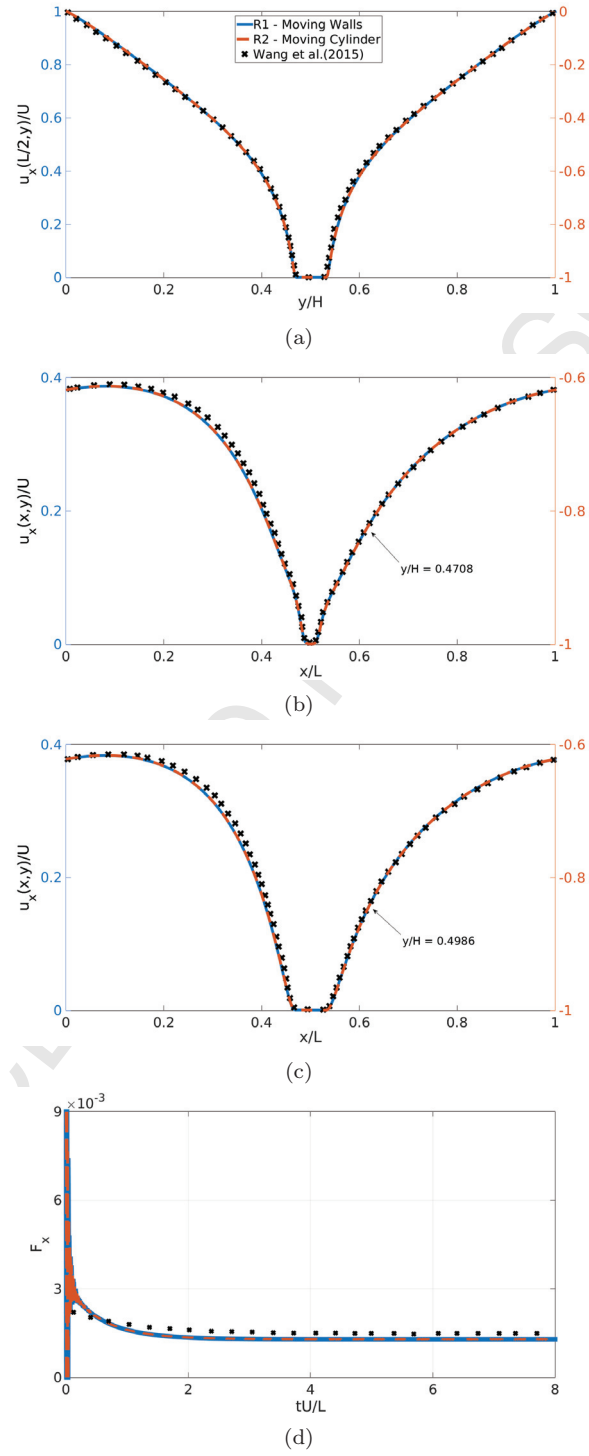 R1 - Moving Walls
R2 - Moving Cylinder
Wang et al.(2015)
1
0.8
0.6
0.4
0.2
0
u_x(L/2,y)/U
0
-0.2
-0.4
-0.6
-0.8
-1
0 0.2 0.4 0.6 0.8 1
y/H
(a)
0.4
0.2
0
u_x(x,y)/U
-0.6
-0.8
-1
y/H = 0.4708
0 0.2 0.4 0.6 0.8 1
x/L
(b)
0.4
0.2
0
u_x(x,y)/U
-0.6
-0.8
-1
y/H = 0.4986
0 0.2 0.4 0.6 0.8 1
x/L
(c)
×10^-3
9
6
3
0
F_x
0 2 4 6 8
tU/L
(d)